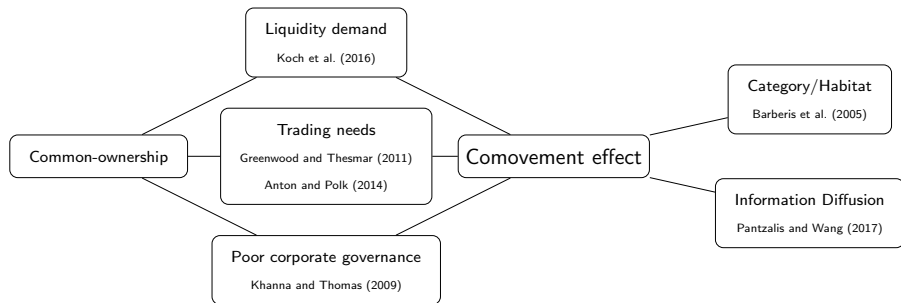 Liquidity demand
Koch et al. (2016)
Category/Habitat
Barberis et al. (2005)
Trading needs
Greenwood and Thesmar (2011)
Anton and Polk (2014)
Common-ownership
Comovement effect
Information Diffusion
Pantzalis and Wang (2017)
Poor corporate governance
Khanna and Thomas (2009)